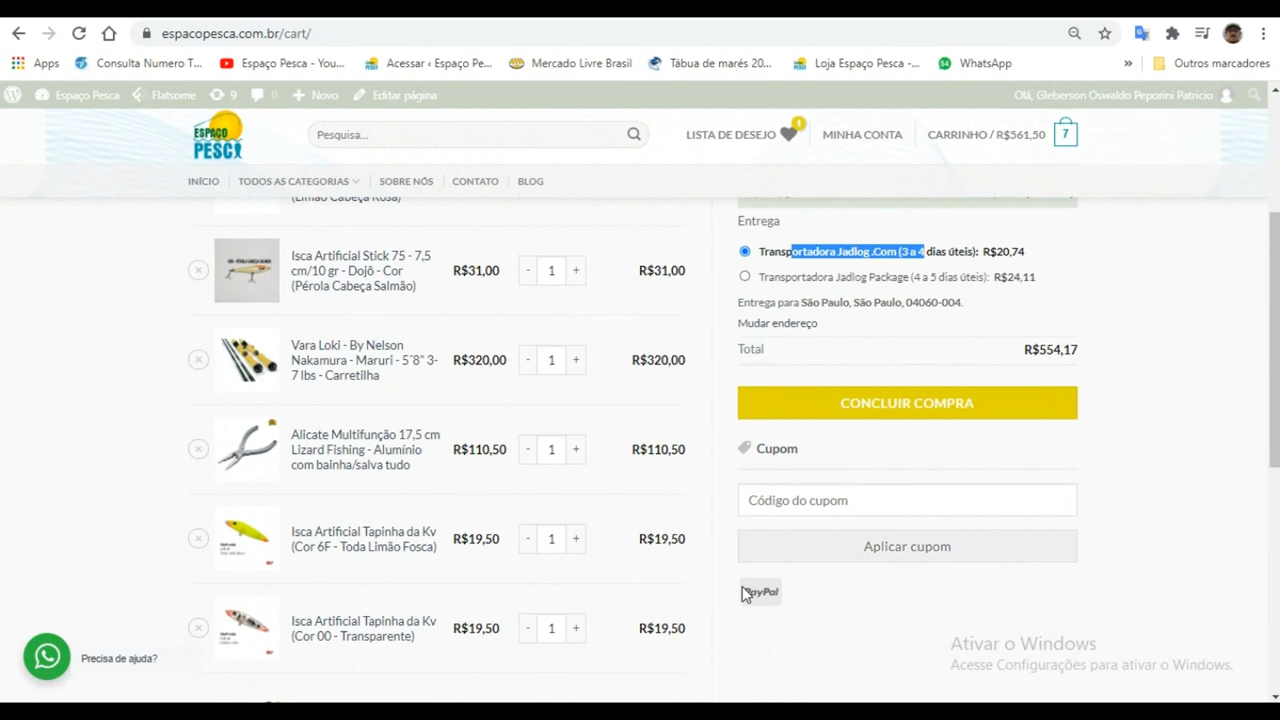 espacopesca.com.br/cart/
Apps
Consulta Numero T...
Espaço Pesca - You...
Acessar ‹ Espaço Pe...
Mercado Livre Brasil
Tábua de marés 20...
Loja Espaço Pesca -...
WhatsApp
»
Outros marcadores
Espaço Pesca
Flatsome
9
0
Novo
Editar página
Olá, Gleberson Oswaldo Peporini Patricio
ESPAÇO
PESCA
Pesquisa...
LISTA DE DESEJO
1
MINHA CONTA
CARRINHO / R$561,50
7
INÍCIO
TODOS AS CATEGORIAS
SOBRE NÓS
CONTATO
BLOG
(Limão Cabeça Rosa)
Isca Artificial Stick 75 - 7,5
cm/10 gr - Dojô - Cor
(Pérola Cabeça Salmão)
R$31,00
- 1 +
R$31,00
Vara Loki - By Nelson
Nakamura - Maruri - 5´8" 3-
7 lbs - Carretilha
R$320,00
- 1 +
R$320,00
Alicate Multifunção 17,5 cm
Lizard Fishing - Alumínio
com bainha/salva tudo
R$110,50
- 1 +
R$110,50
Isca Artificial Tapinha da Kv
(Cor 6F - Toda Limão Fosca)
R$19,50
- 1 +
R$19,50
Isca Artificial Tapinha da Kv
(Cor 00 - Transparente)
R$19,50
- 1 +
R$19,50
Entrega
Transportadora Jadlog .Com (3 a 4 dias úteis): R$20,74
Transportadora Jadlog Package (4 a 5 dias úteis): R$24,11
Entrega para São Paulo, São Paulo, 04060-004.
Mudar endereço
Total
R$554,17
CONCLUIR COMPRA
Cupom
Código do cupom
Aplicar cupom
PayPal
Precisa de ajuda?
Ativar o Windows
Acesse Configurações para ativar o Windows.